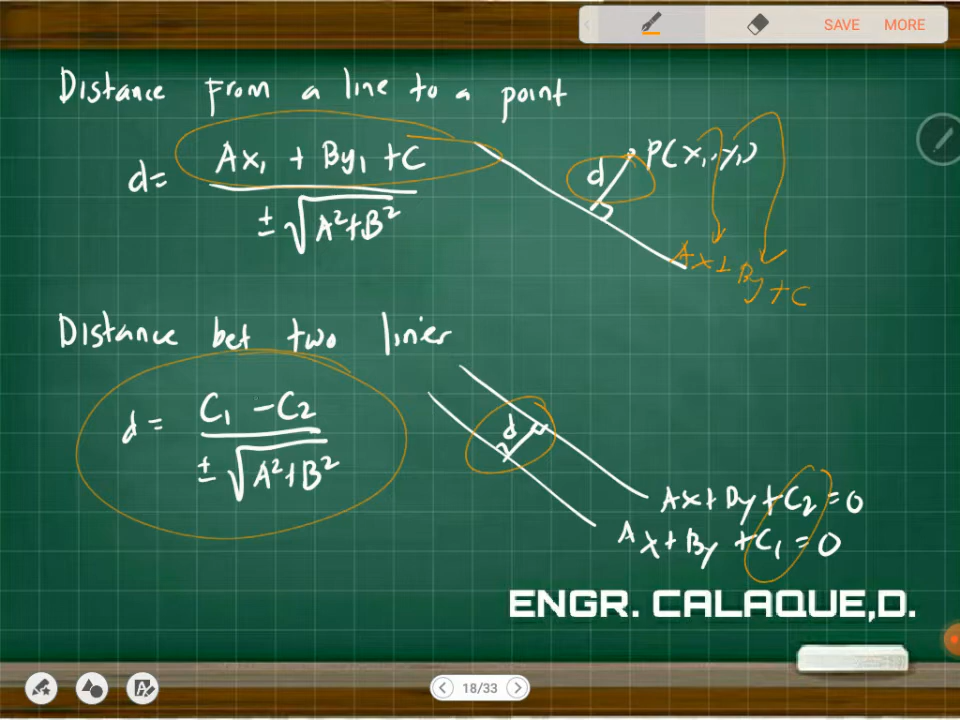 SAVE MORE
Distance from a line to a point
d = Ax₁ + By₁ + C / ± √A²+B²
d P(x₁, y₁)
Ax + By + C
Distance bet two lines
d = C₁ - C₂ / ± √A²+B²
d
Ax + By + C₂ = 0
Ax + By + C₁ = 0
ENGR. CALAQUE,D.
18/33